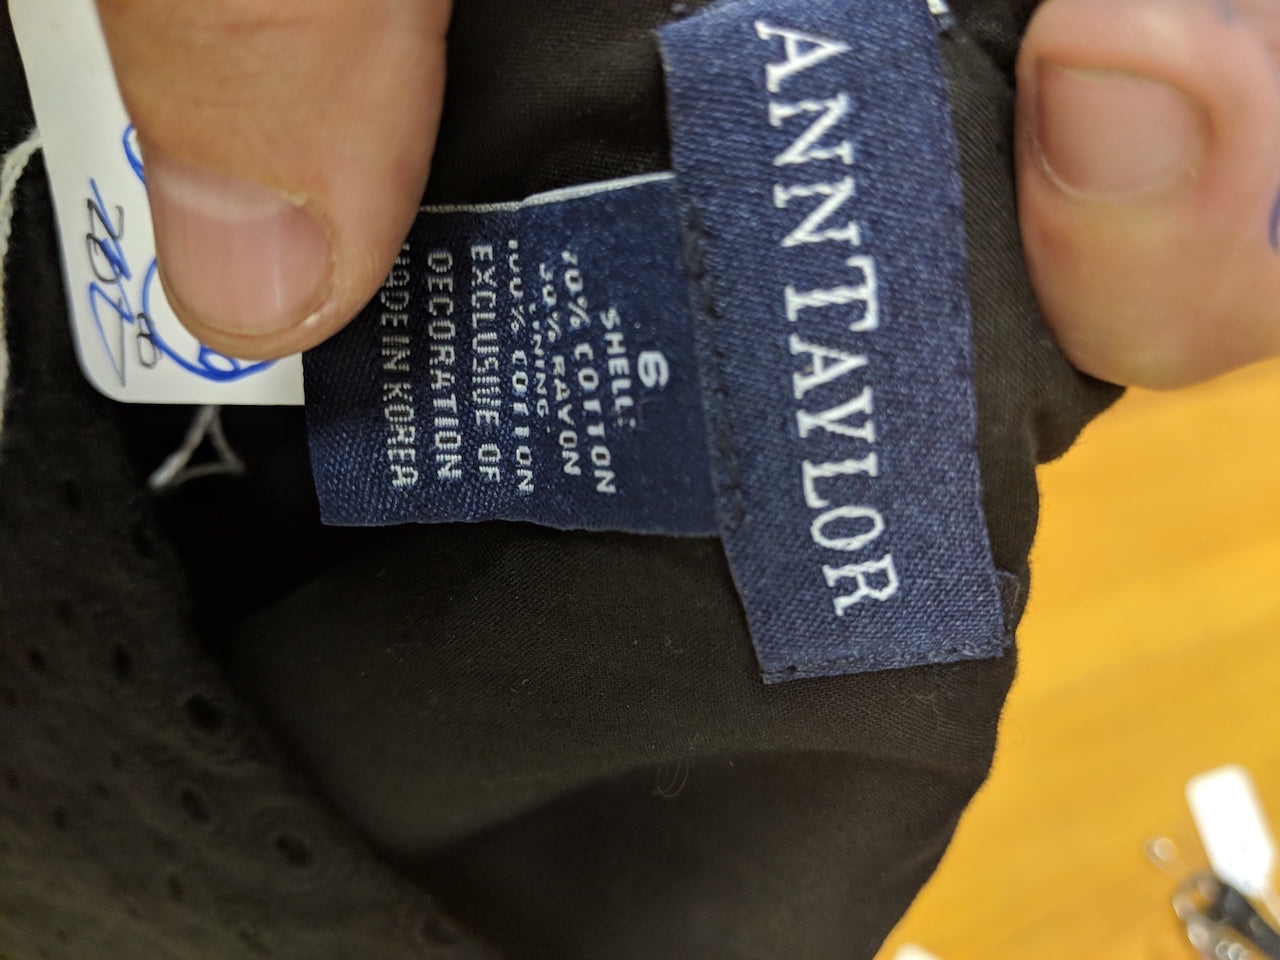 ANNTAYLOR
6
SHELL:
70% COTTON
30% RAYON
LINING
100% COTTON
EXCLUSIVE OF
DECORATION
MADE IN KOREA